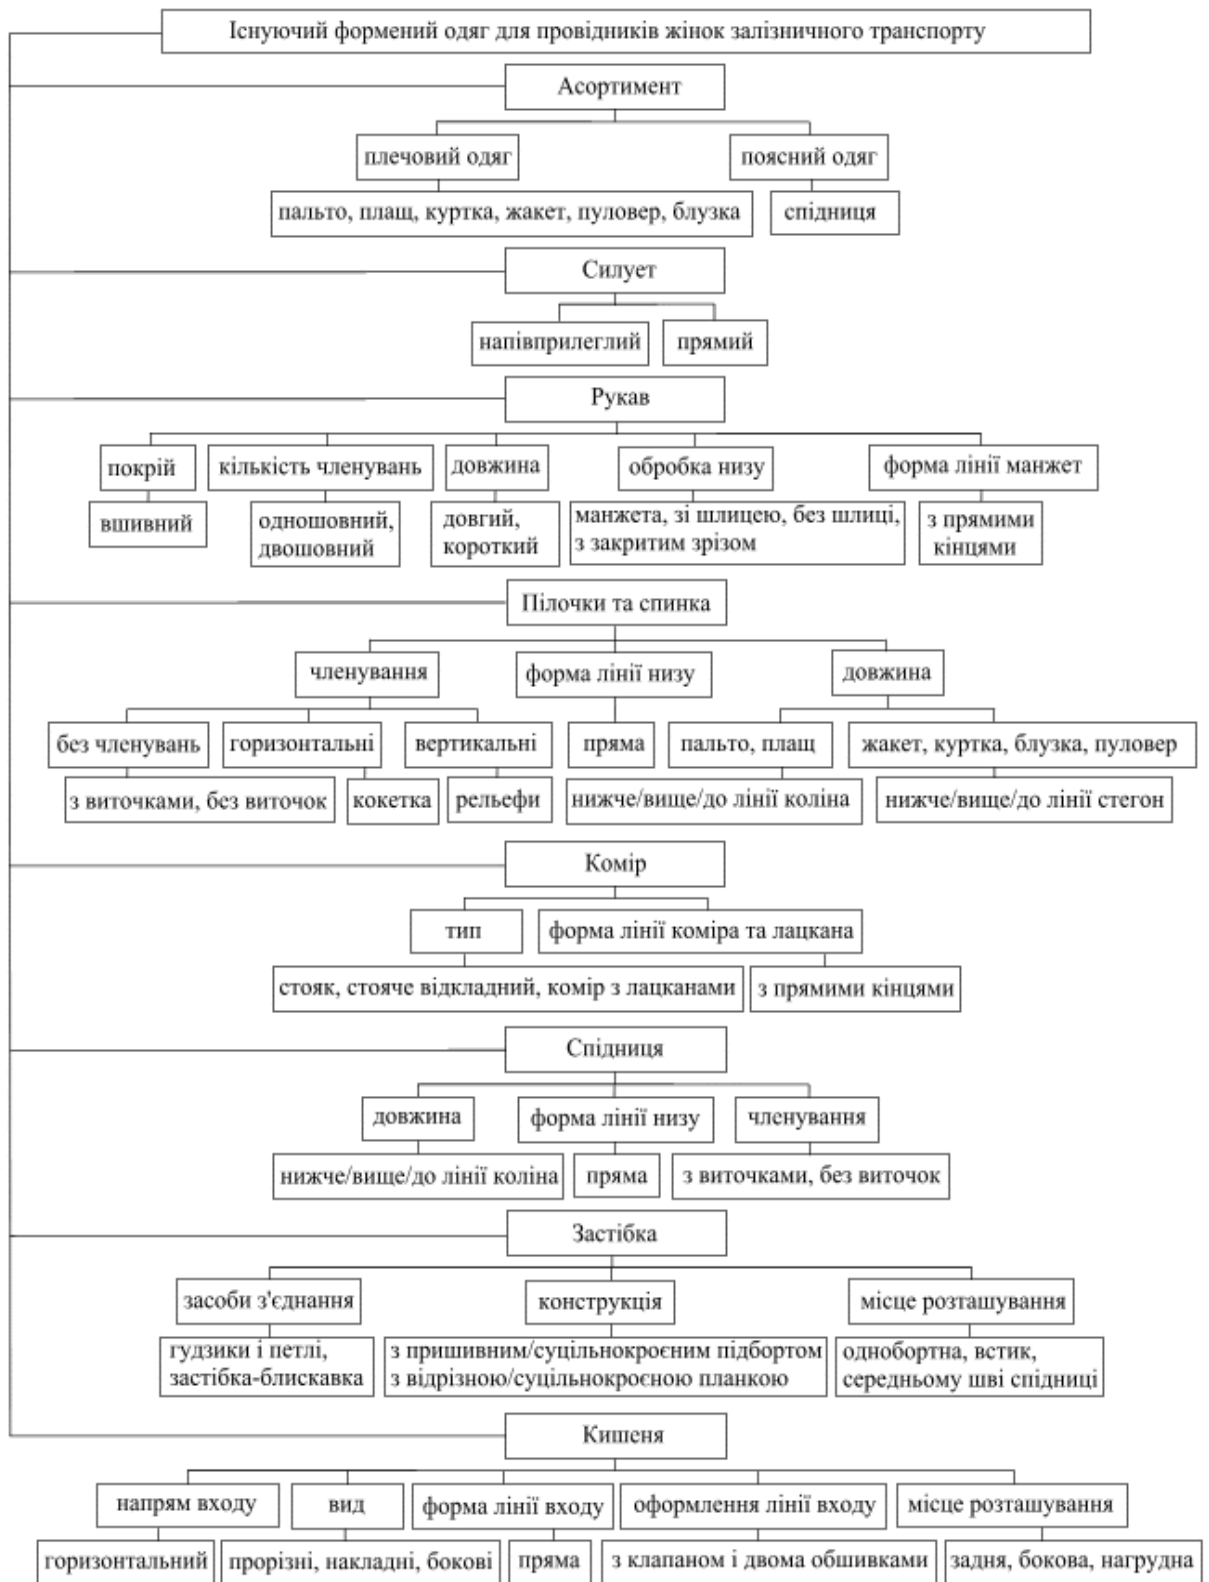 Існуючий формений одяг для провідників жінок залізничного транспорту
Асортимент
плечовий одяг
поясний одяг
пальто, плащ, куртка, жакет, пуловер, блузка
спідниця
Силует
напівприлеглий
прямий
Рукав
покрій
кількість членувань
довжина
обробка низу
форма лінії манжет
вшивний
одношовний,
двошовний
довгий,
короткий
манжета, зі шлицею, без шлиці,
з закритим зрізом
з прямими
кінцями
Пілочки та спинка
членування
форма лінії низу
довжина
без членувань
горизонтальні
вертикальні
пряма
пальто, плащ
жакет, куртка, блузка, пуловер
з виточками, без виточок
кокетка
рельефи
нижче/вище/до лінії коліна
нижче/вище/до лінії стегон
Комір
тип
форма лінії коміра та лацкана
стояк, стояче відкладний, комір з лацканами
з прямими кінцями
Спідниця
довжина
форма лінії низу
членування
нижче/вище/до лінії коліна
пряма
з виточками, без виточок
Застібка
засоби з'єднання
конструкція
місце розташування
гудзики і петлі,
застібка-блискавка
з пришивним/суцільнокроєним підбортом
з відрізною/суцільнокроєною планкою
однобортна, встик,
середньому шві спідниці
Кишеня
напрям входу
вид
форма лінії входу
оформлення лінії входу
місце розташування
горизонтальний
прорізні, накладні, бокові
пряма
з клапаном і двома обшивками
задня, бокова, нагрудна